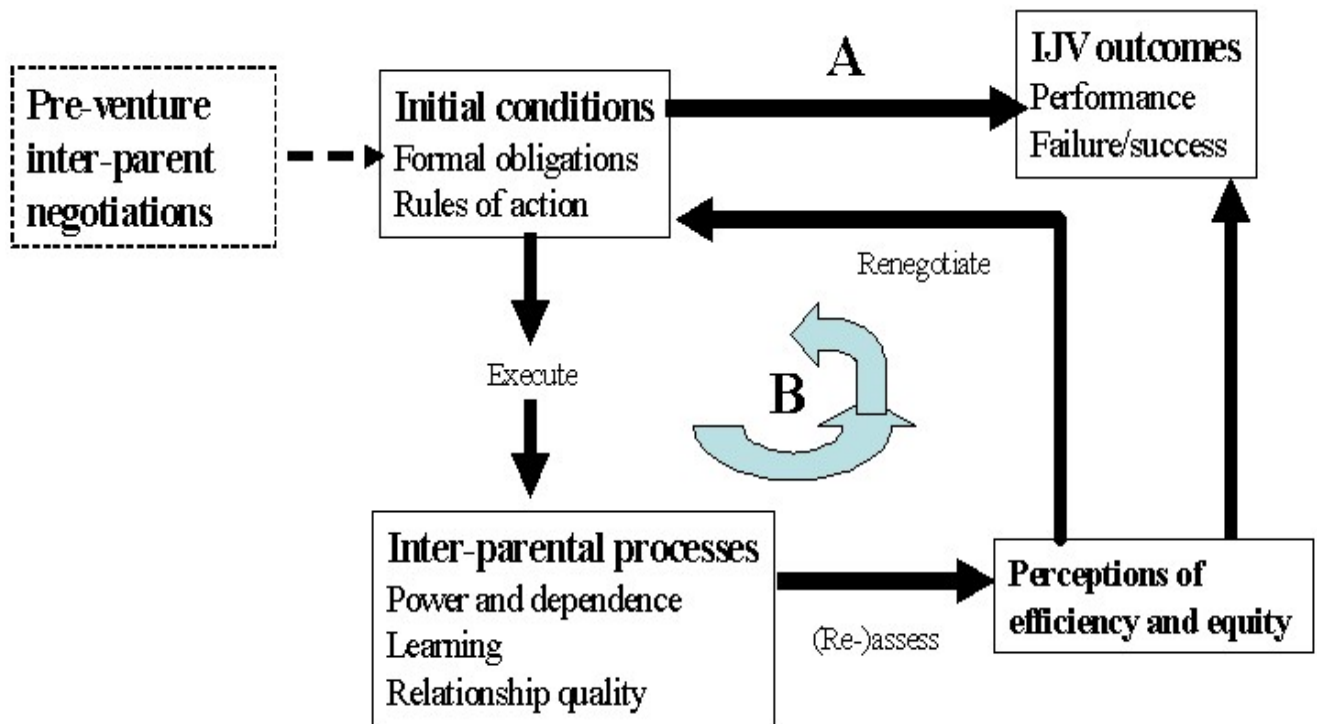 Pre-venture
inter-parent
negotiations
Initial conditions
Formal obligations
Rules of action
A
IJV outcomes
Performance
Failure/success
Renegotiate
Execute
B
Inter-parental processes
Power and dependence
Learning
Relationship quality
(Re-)assess
Perceptions of
efficiency and equity